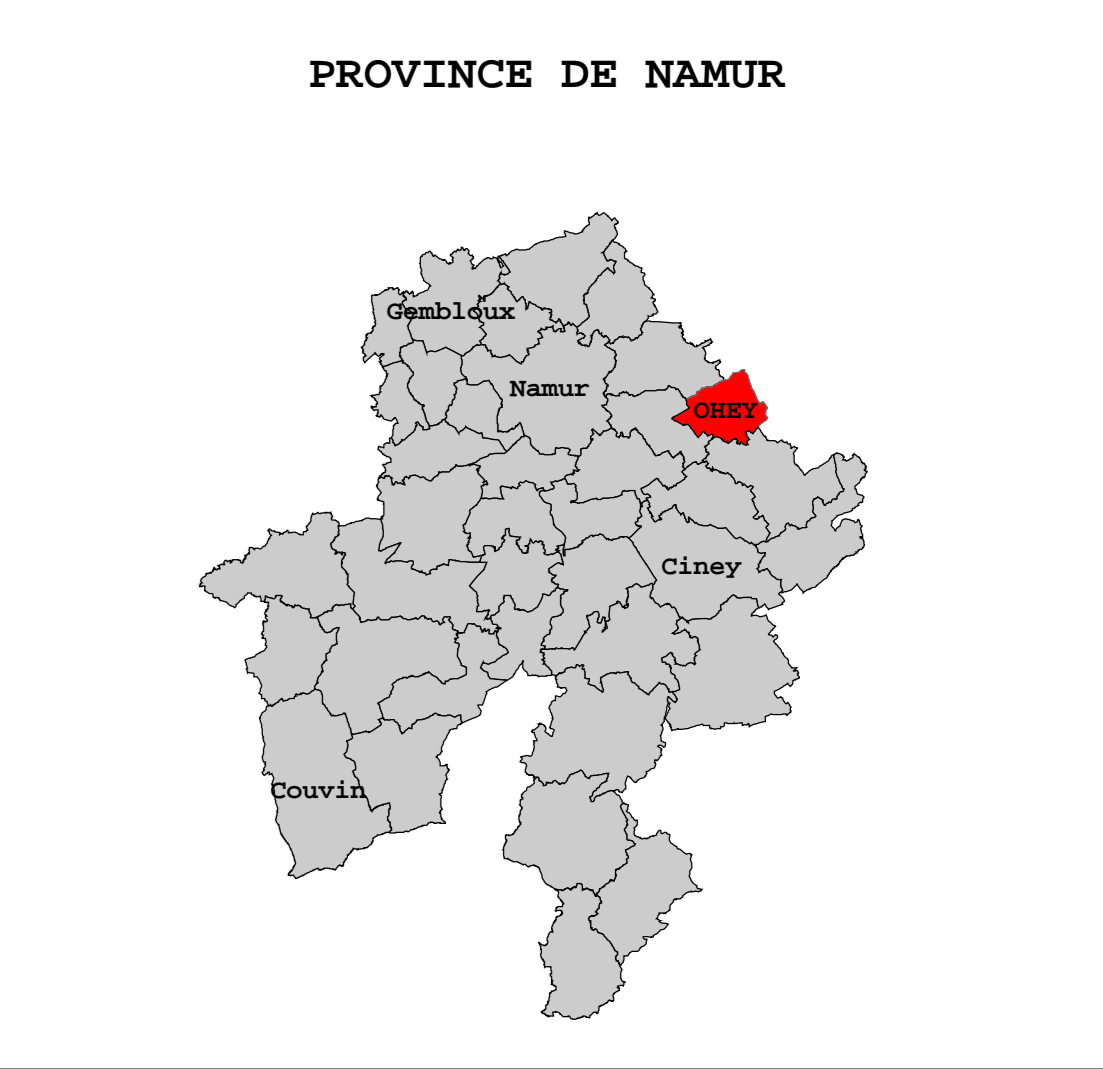 PROVINCE DE NAMUR
Gembloux
Namur
OHEY
Ciney
Couvin